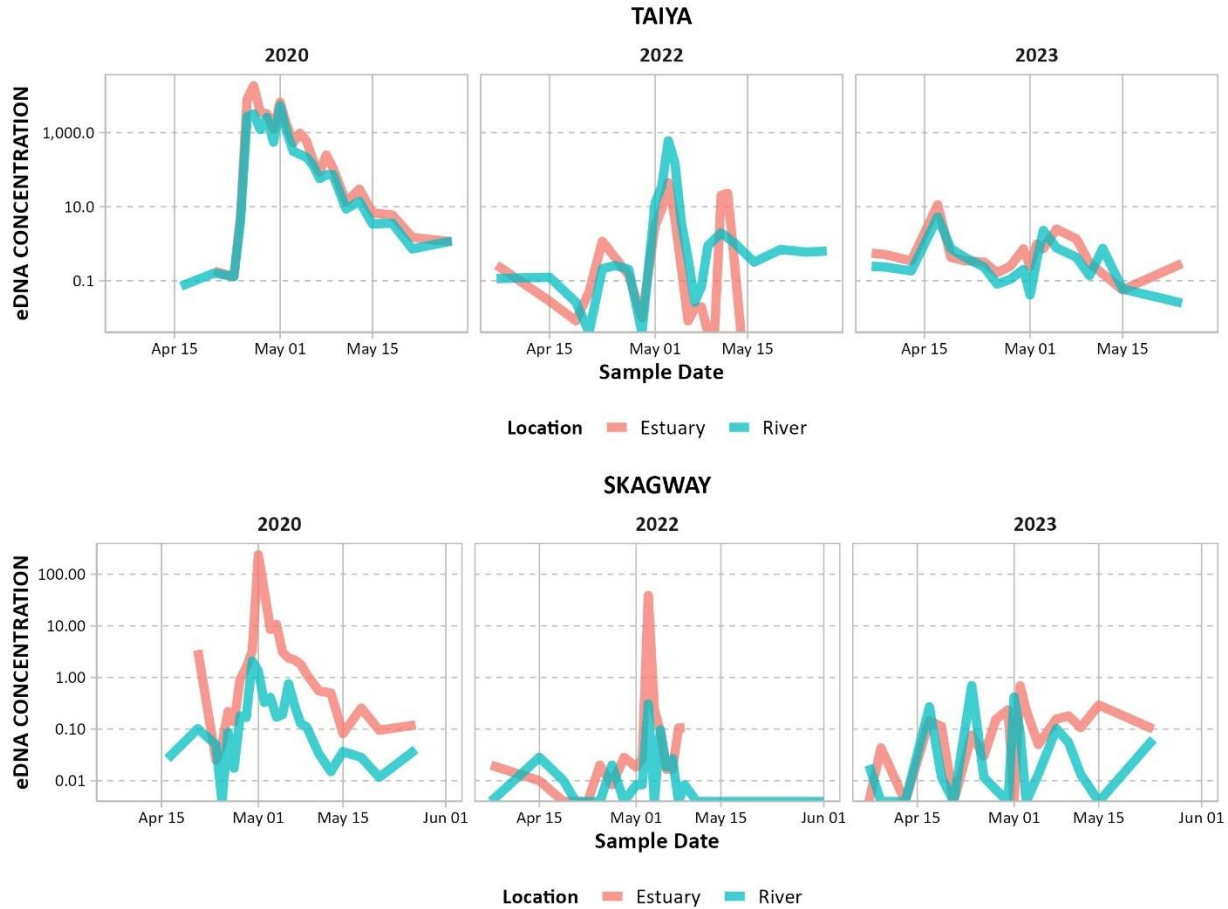 TAIYA
2020 2022 2023
eDNA CONCENTRATION
1,000.0
10.0
0.1
Apr 15 May 01 May 15 Apr 15 May 01 May 15 Apr 15 May 01 May 15
Sample Date
Location Estuary River
SKAGWAY
2020 2022 2023
eDNA CONCENTRATION
100.00
10.00
1.00
0.10
0.01
Apr 15 May 01 May 15 Jun 01 Apr 15 May 01 May 15 Jun 01 Apr 15 May 01 May 15 Jun 01
Sample Date
Location Estuary River